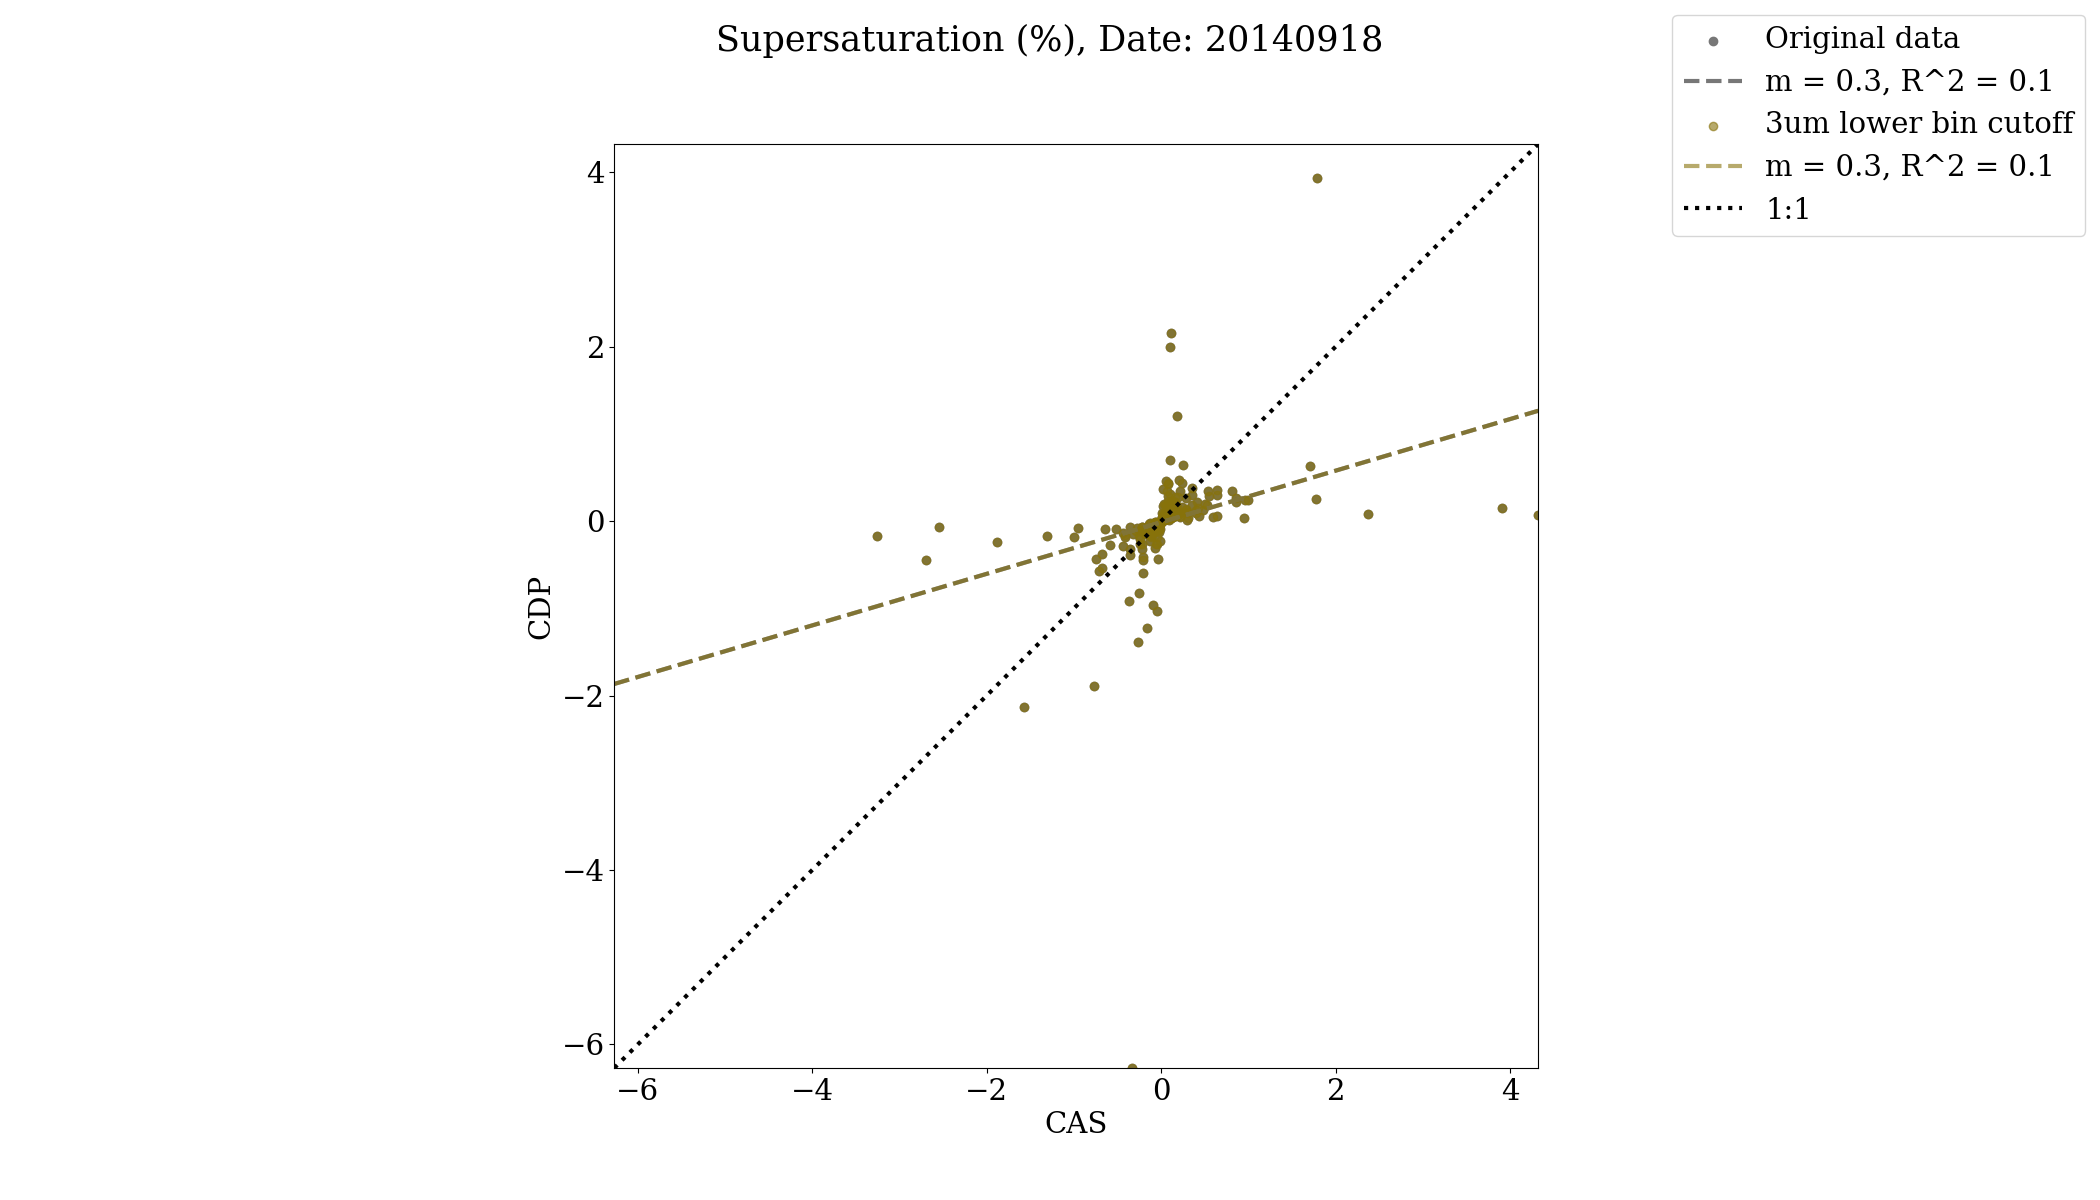 Supersaturation (%), Date: 20140918
Original data
m = 0.3, R^2 = 0.1
3um lower bin cutoff
m = 0.3, R^2 = 0.1
1:1
4
2
0
−2
−4
−6
CDP
−6 −4 −2 0 2 4
CAS